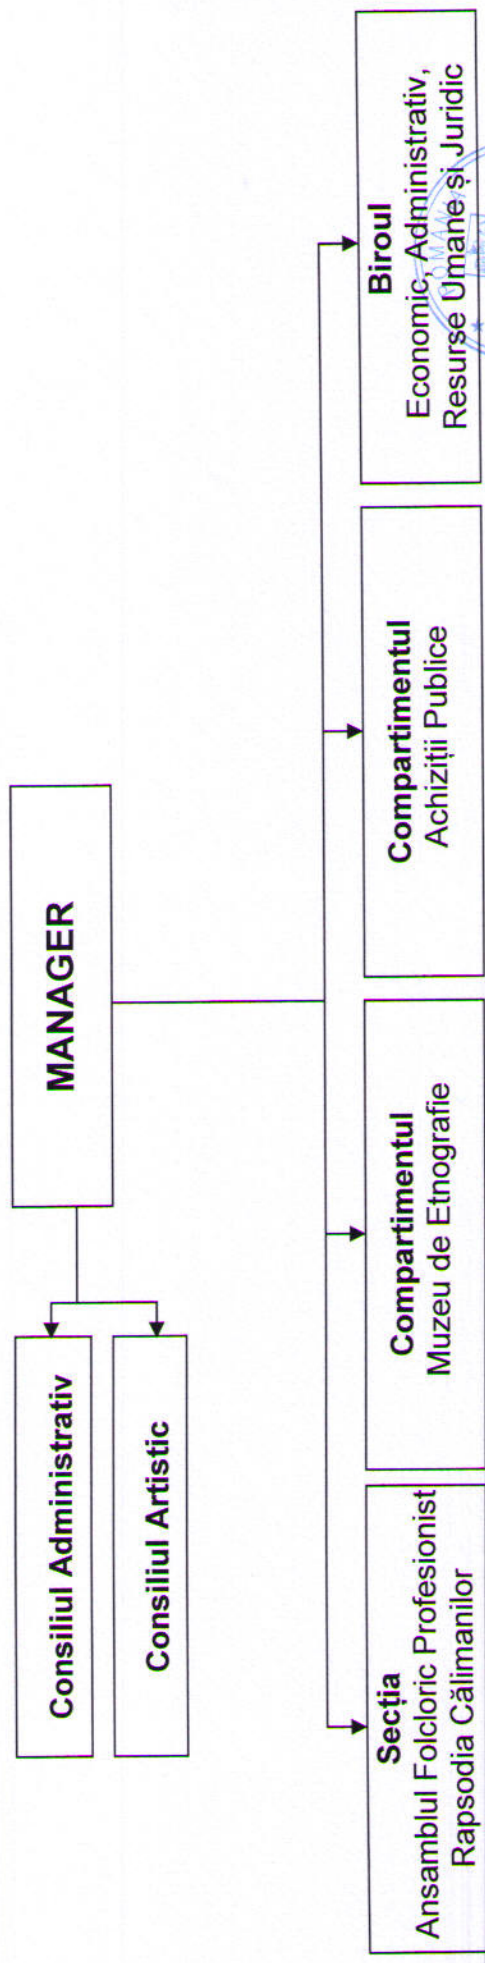 MANAGER
Consiliul Administrativ
Consiliul Artistic
Secția
Ansamblul Folcloric Profesionist
Rapsodia Călimanilor
Compartimentul
Muzeu de Etnografie
Compartimentul
Achiziții Publice
Biroul
Economic, Administrativ,
Resurse Umane și Juridic